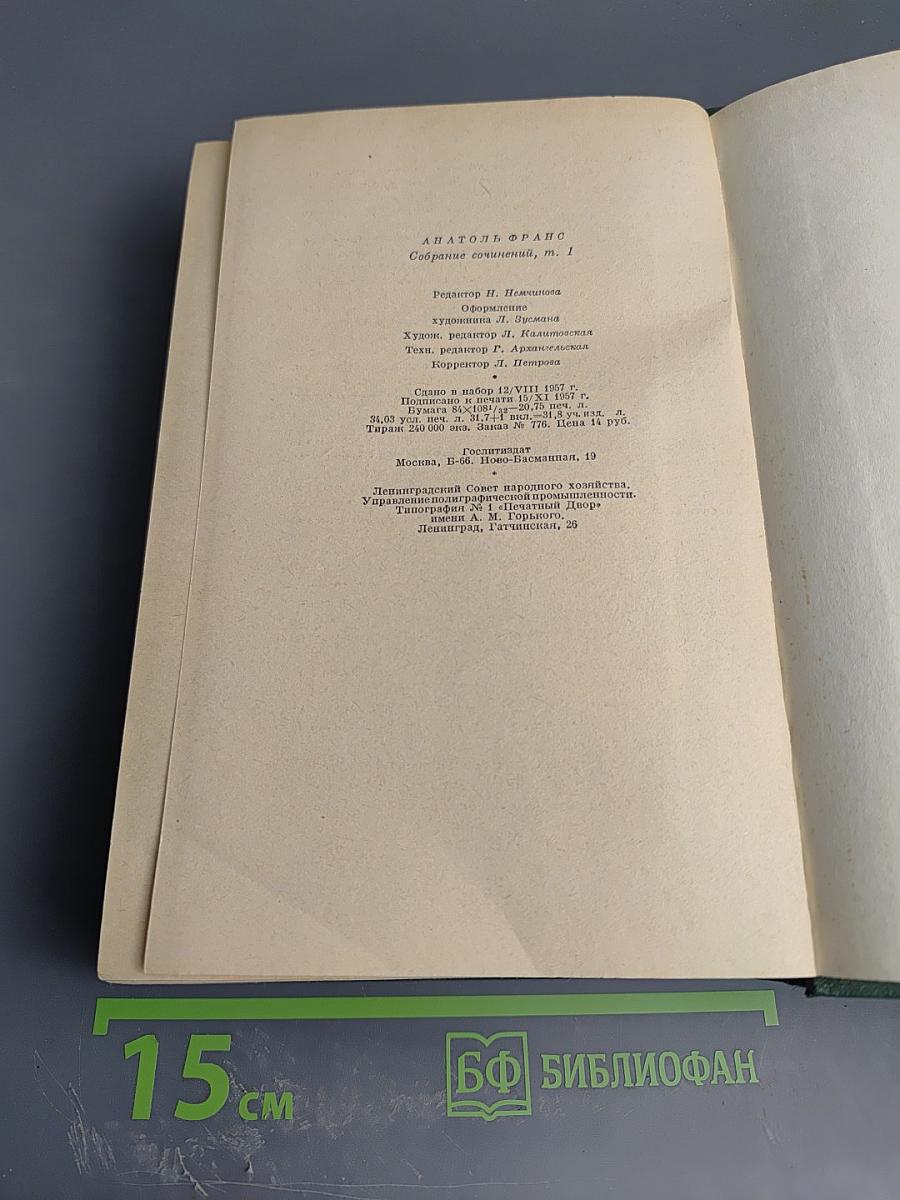 АНАТОЛЬ ФРАНС
Собрание сочинений, т. 1
Редактор Н. Немчинова
Оформление
художника Л. Зусмана
Худож. редактор Л. Калитовская
Техн. редактор Г. Архангельская
Корректор Л. Петрова
*
Сдано в набор 12/VIII 1957 г.
Подписано к печати 15/XI 1957 г.
Бумага 84×108¹/₃₂—20,75 печ. л.
34,03 усл. печ. л. 31,7+1 вкл.=31,8 уч. изд. л.
Тираж 240 000 экз. Заказ № 776. Цена 14 руб.
Гослитиздат
Москва, Б-66. Ново-Басманная, 19
*
Ленинградский Совет народного хозяйства.
Управление полиграфической промышленности.
Типография № 1 «Печатный Двор»
имени А. М. Горького.
Ленинград, Гатчинская, 26
15 см
БФ БИБЛИОФАН